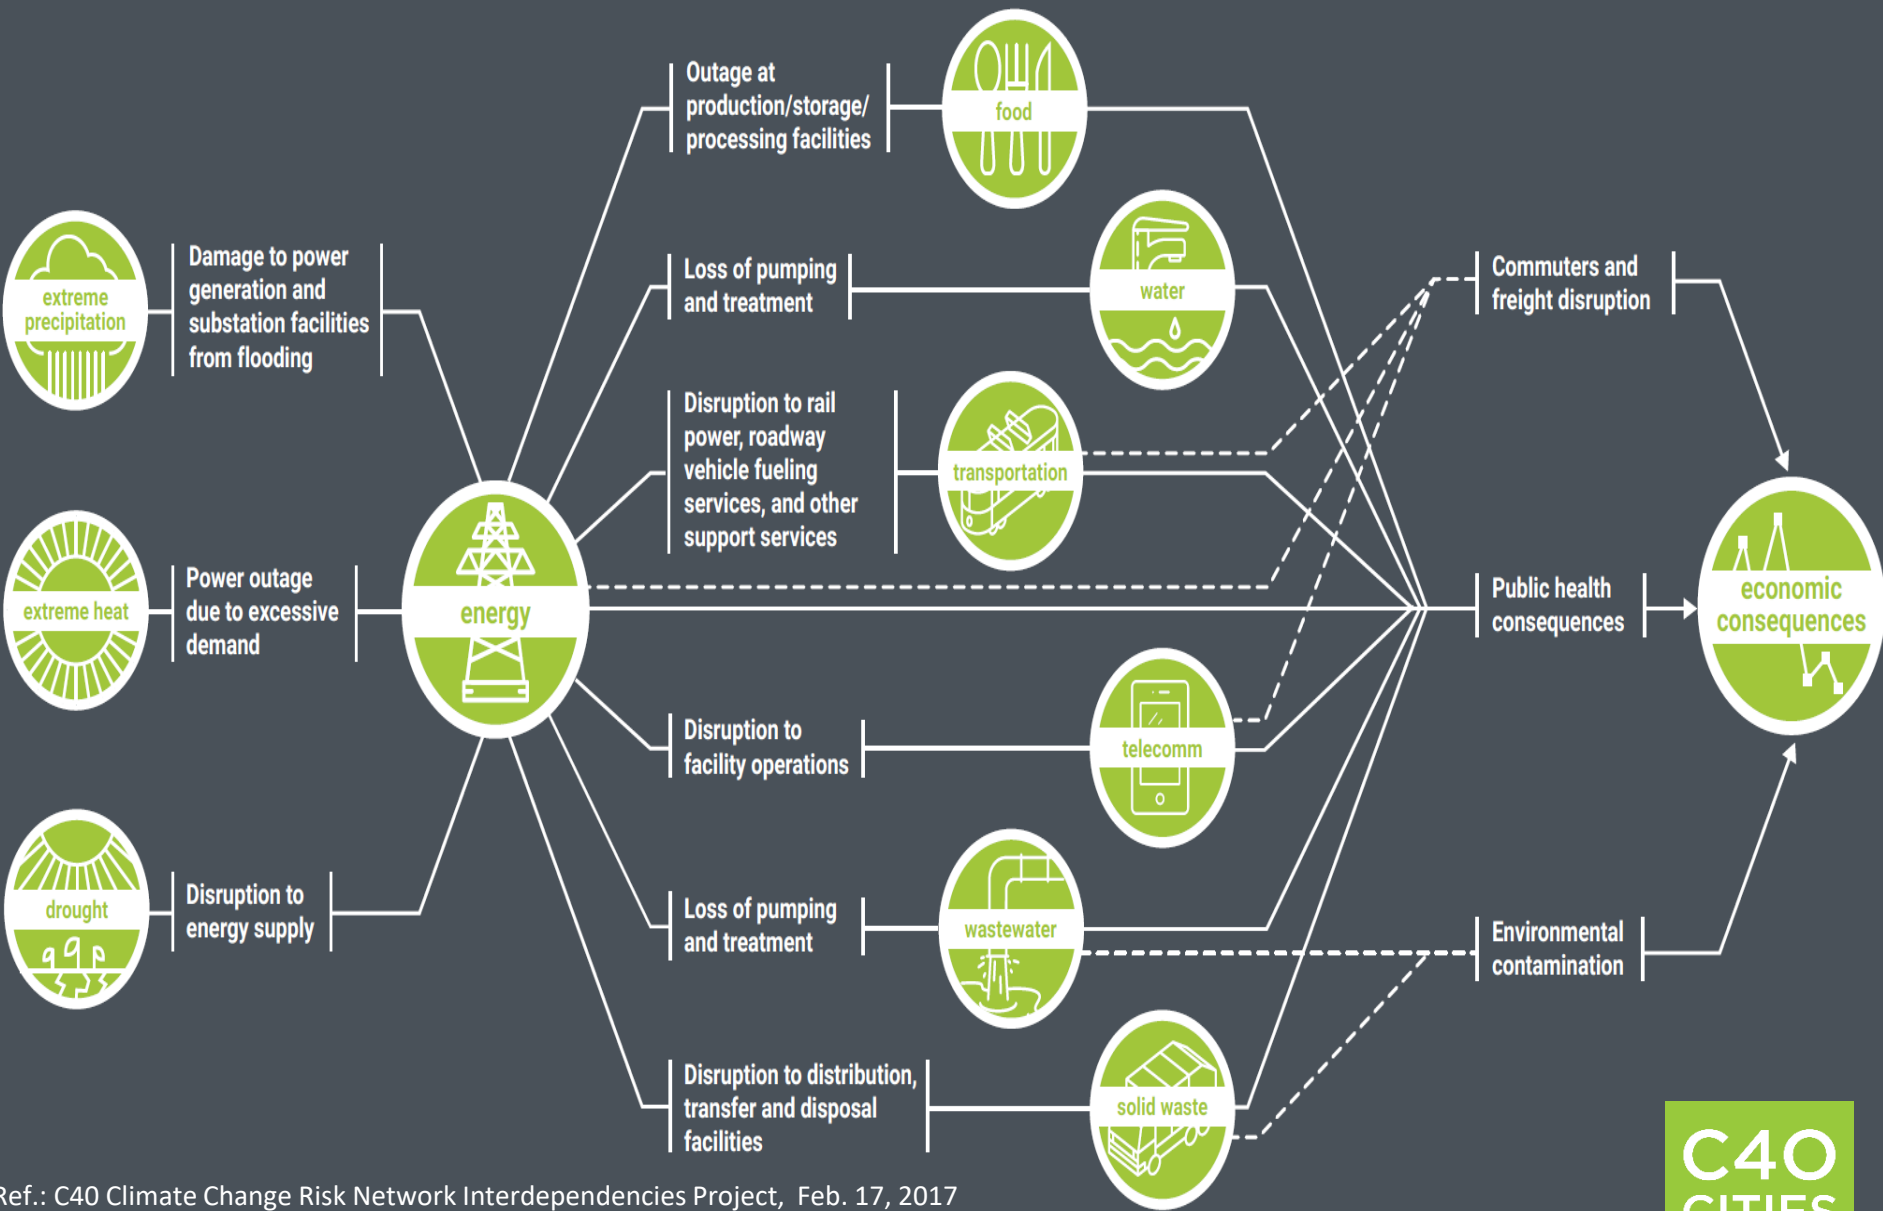 extreme
precipitation
Damage to power
generation and
substation facilities
from flooding
extreme heat
Power outage
due to excessive
demand
drought
Disruption to
energy supply
energy
Outage at
production/storage/
processing facilities
food
Loss of pumping
and treatment
water
Disruption to rail
power, roadway
vehicle fueling
services, and other
support services
transportation
Disruption to
facility operations
telecomm
Loss of pumping
and treatment
wastewater
Disruption to distribution,
transfer and disposal
facilities
solid waste
Commuters and
freight disruption
Public health
consequences
Environmental
contamination
economic
consequences
Ref.: C40 Climate Change Risk Network Interdependencies Project, Feb. 17, 2017
C40
CITIES